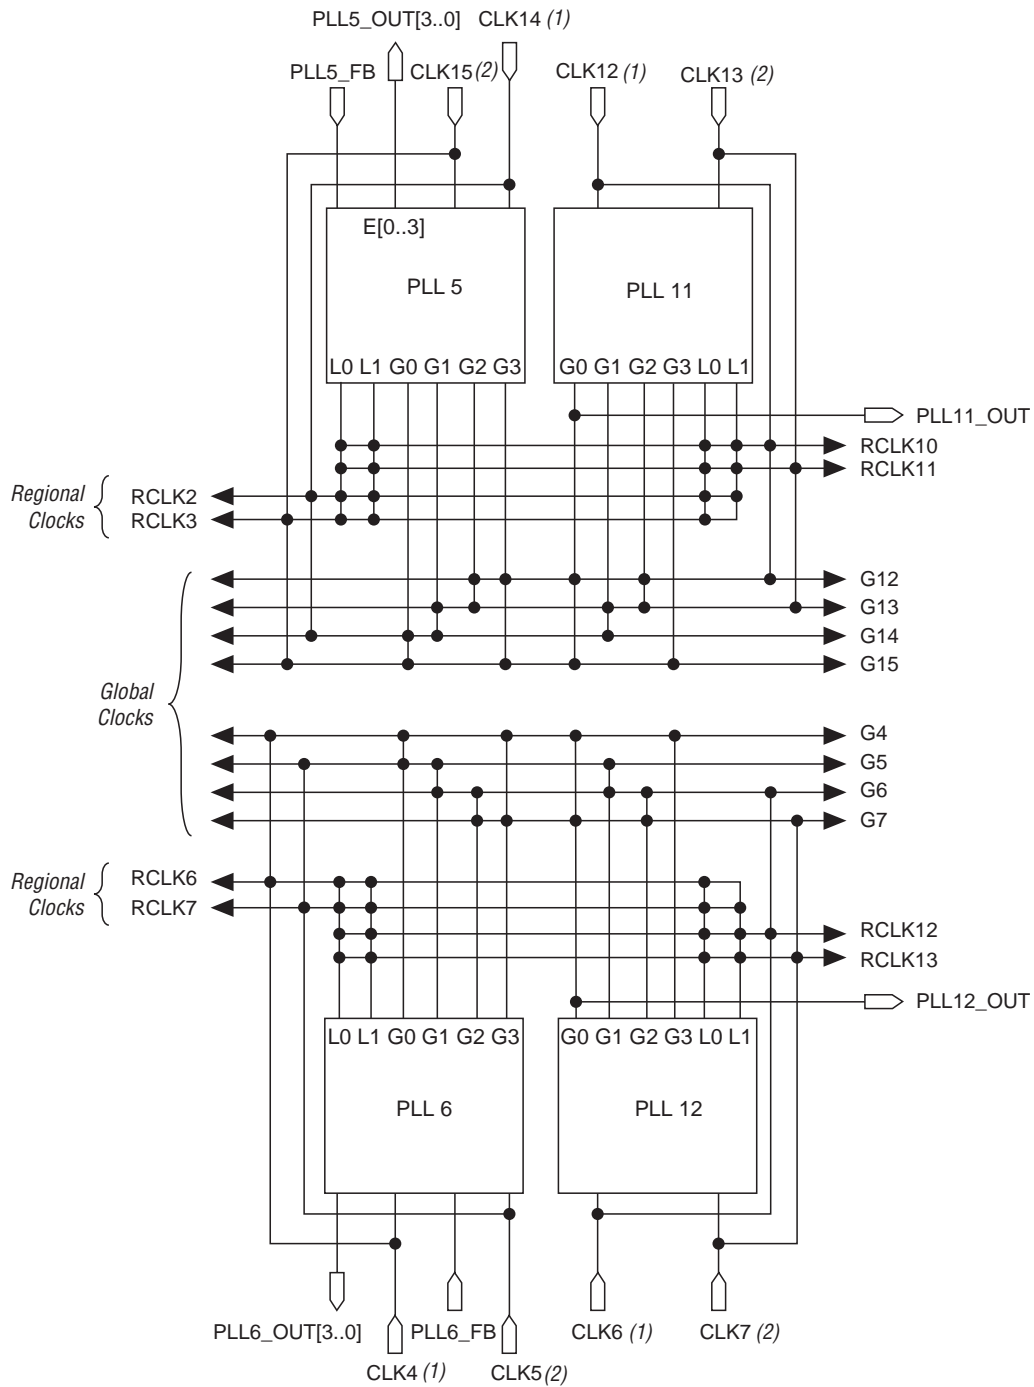 PLL5_OUT[3..0] CLK14 (1)
PLL5_FB CLK15 (2) CLK12 (1) CLK13 (2)
E[0..3]
PLL 5 PLL 11
L0 L1 G0 G1 G2 G3 G0 G1 G2 G3 L0 L1
PLL11_OUT
RCLK10
RCLK11
Regional
Clocks
RCLK2
RCLK3
G12
G13
G14
G15
Global
Clocks
G4
G5
G6
G7
Regional
Clocks
RCLK6
RCLK7
RCLK12
RCLK13
PLL12_OUT
L0 L1 G0 G1 G2 G3 G0 G1 G2 G3 L0 L1
PLL 6 PLL 12
PLL6_OUT[3..0] PLL6_FB CLK6 (1) CLK7 (2)
CLK4 (1) CLK5 (2)